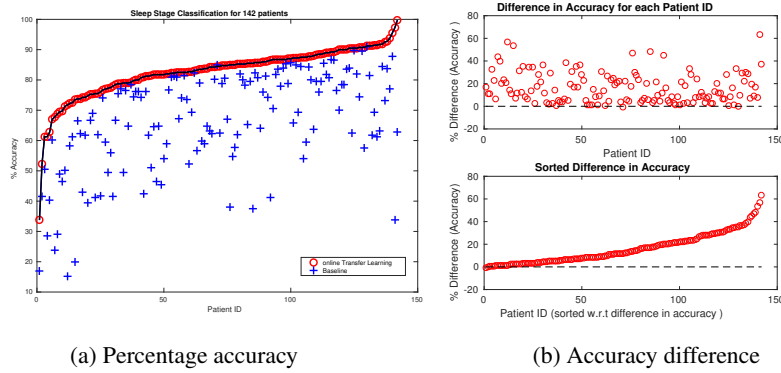 Sleep Stage Classification for 142 patients
100
90
80
70
60
50
40
30
20
10
% Accuracy
0
50
100
150
Patient ID
online Transfer Learning
Baseline
(a) Percentage accuracy
Difference in Accuracy for each Patient ID
80
60
40
20
0
-20
% Difference (Accuracy)
0
50
100
150
Patient ID
Sorted Difference in Accuracy
80
60
40
20
0
-20
% Difference (Accuracy)
0
50
100
150
Patient ID (sorted w.r.t difference in accuracy )
(b) Accuracy difference